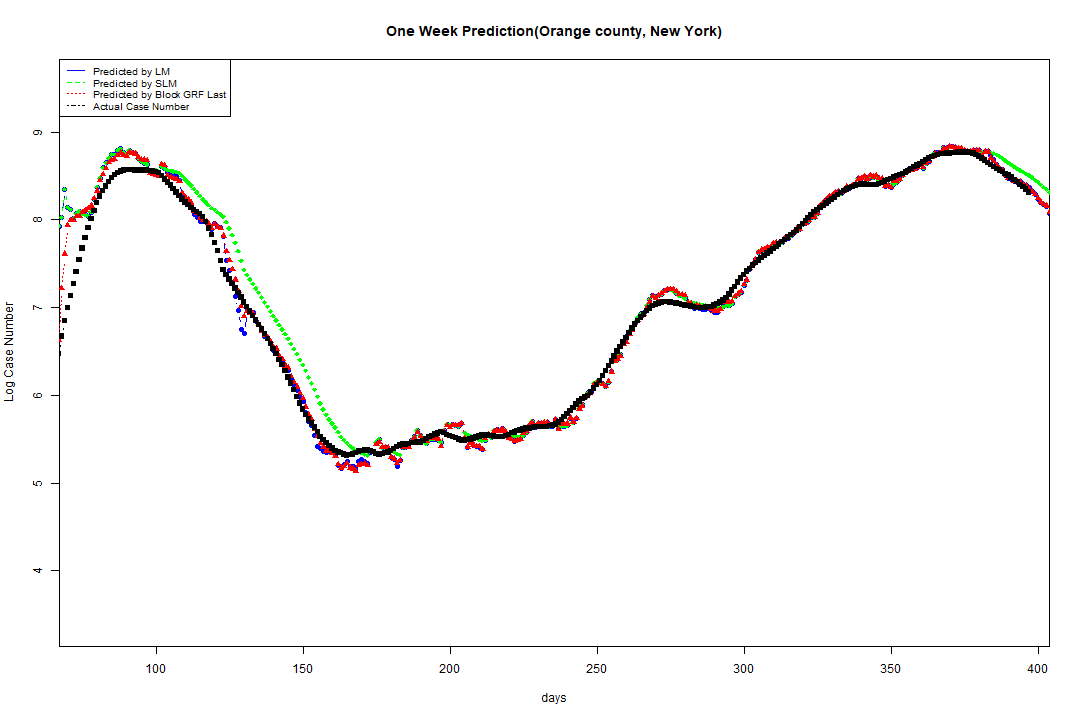 One Week Prediction(Orange county, New York)
Predicted by LM
Predicted by SLM
Predicted by Block GRF Last
Actual Case Number
9
8
7
6
5
4
Log Case Number
100 150 200 250 300 350 400
days